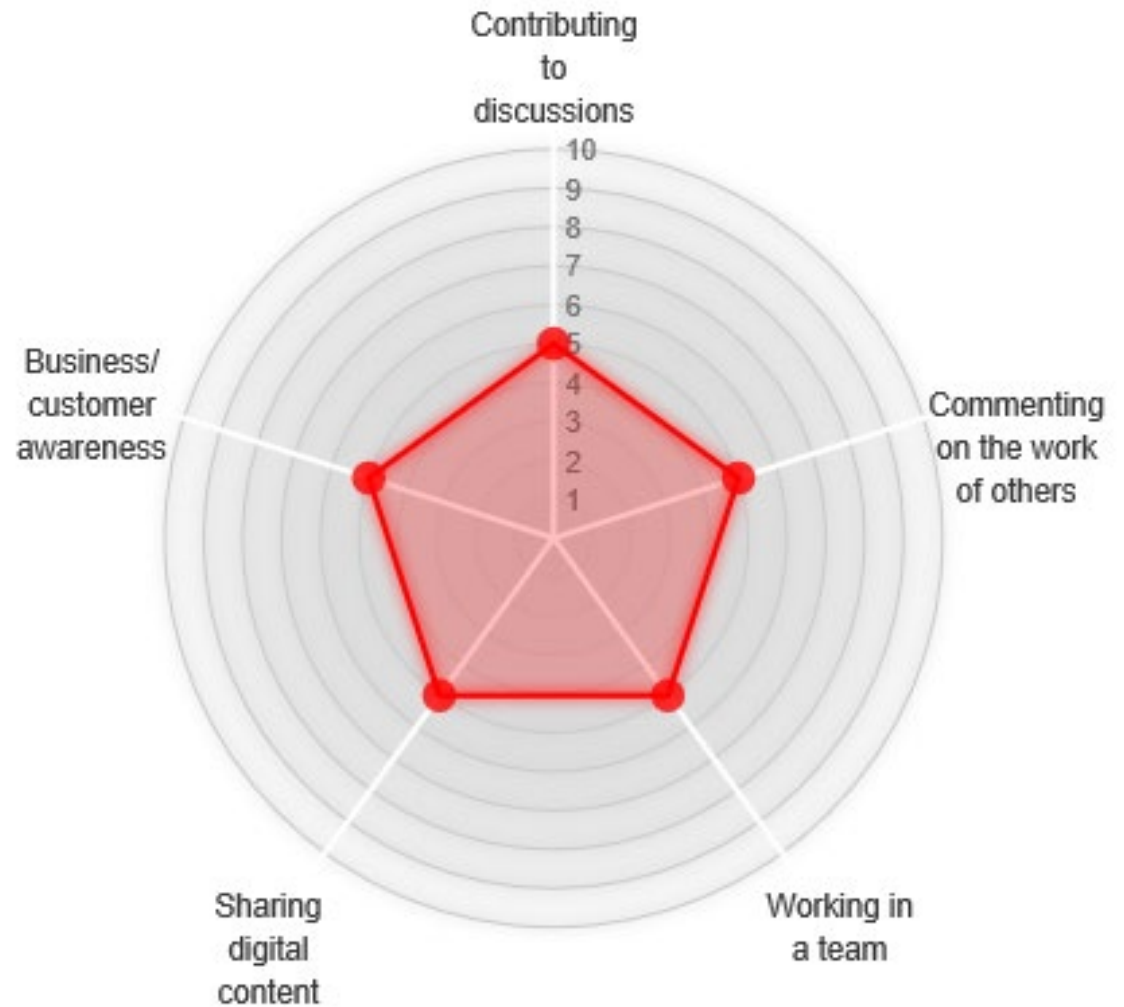 Contributing
to
discussions
10
9
8
7
6
5
4
3
2
1
Business/
customer
awareness
Commenting
on the work
of others
Sharing
digital
content
Working in
a team